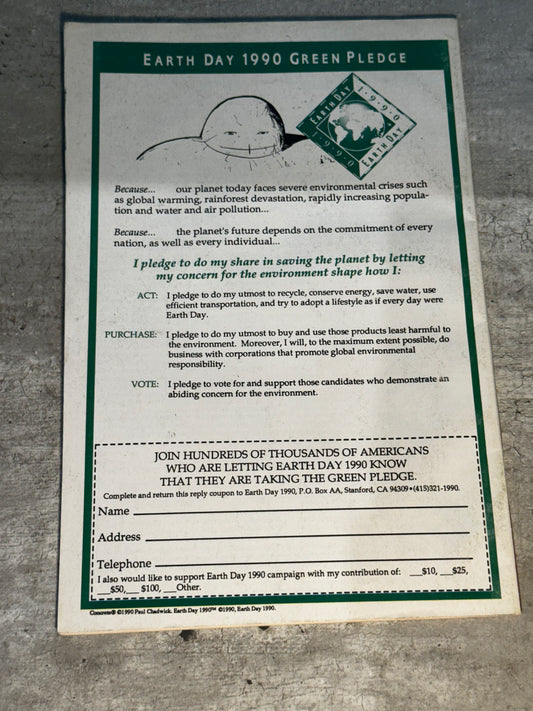 EARTH DAY 1990 GREEN PLEDGE
EARTH DAY
1·9·9·0
1·9·9·0
EARTH DAY
Because... our planet today faces severe environmental crises such
as global warming, rainforest devastation, rapidly increasing popula-
tion and water and air pollution...
Because... the planet's future depends on the commitment of every
nation, as well as every individual...
I pledge to do my share in saving the planet by letting
my concern for the environment shape how I:
ACT: I pledge to do my utmost to recycle, conserve energy, save water, use
efficient transportation, and try to adopt a lifestyle as if every day were
Earth Day.
PURCHASE: I pledge to do my utmost to buy and use those products least harmful to
the environment. Moreover, I will, to the maximum extent possible, do
business with corporations that promote global environmental
responsibility.
VOTE: I pledge to vote for and support those candidates who demonstrate an
abiding concern for the environment.
JOIN HUNDREDS OF THOUSANDS OF AMERICANS
WHO ARE LETTING EARTH DAY 1990 KNOW
THAT THEY ARE TAKING THE GREEN PLEDGE.
Complete and return this reply coupon to Earth Day 1990, P.O. Box AA, Stanford, CA 94309•(415)321-1990.
Name
Address
Telephone
I also would like to support Earth Day 1990 campaign with my contribution of: ___$10, ___$25,
___$50,___ $100, ___Other.
Concrete® ©1990 Paul Chadwick. Earth Day 1990™ ©1990, Earth Day 1990.